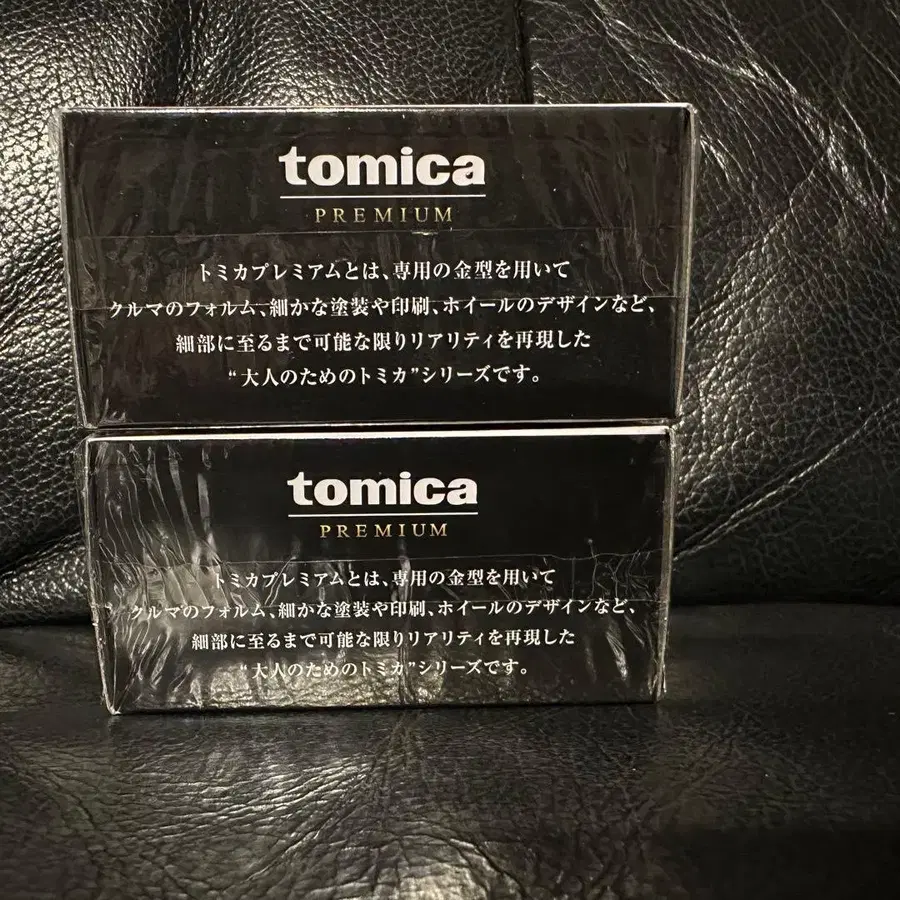 tomica
PREMIUM
トミカプレミアムとは、専用の金型を用いて
クルマのフォルム、細かな塗装や印刷、ホイールのデザインなど、
細部に至るまで可能な限りリアリティを再現した
“大人のためのトミカ”シリーズです。
tomica
PREMIUM
トミカプレミアムとは、専用の金型を用いて
クルマのフォルム、細かな塗装や印刷、ホイールのデザインなど、
細部に至るまで可能な限りリアリティを再現した
“大人のためのトミカ”シリーズです。